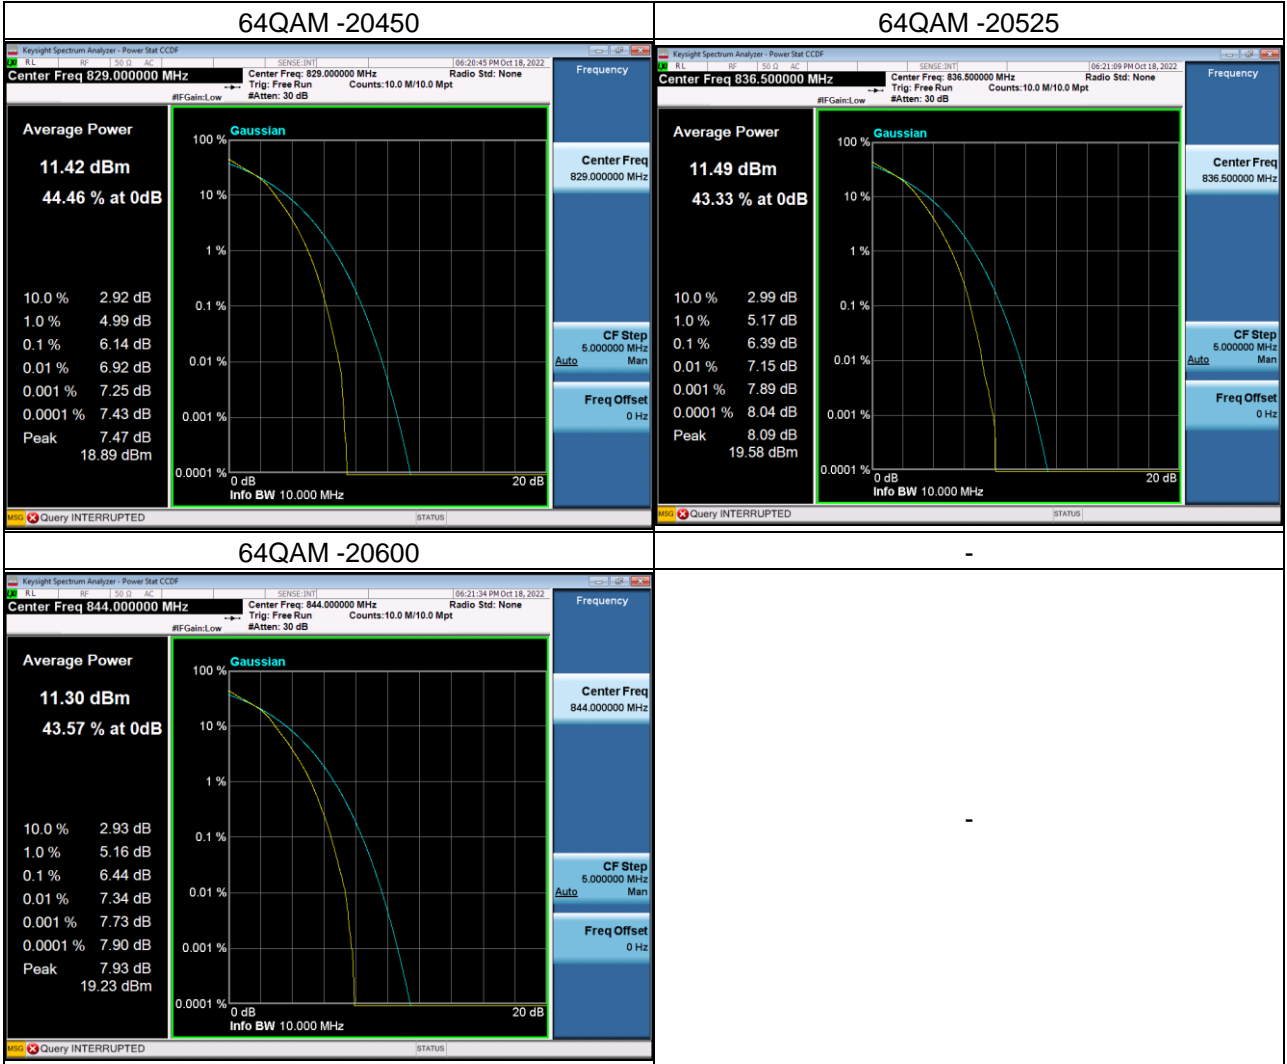 64QAM -20450
Keysight Spectrum Analyzer - Power Stat CCDF
RL RF 50 Ω AC SENSE:INT 06:20:45 PM Oct 18, 2022
Center Freq 829.000000 MHz
Center Freq: 829.000000 MHz Radio Std: None
Trig: Free Run Counts:10.0 M/10.0 Mpt
#IFGain:Low #Atten: 30 dB
Frequency
Average Power
11.42 dBm
44.46 % at 0dB
10.0 % 2.92 dB
1.0 % 4.99 dB
0.1 % 6.14 dB
0.01 % 6.92 dB
0.001 % 7.25 dB
0.0001 % 7.43 dB
Peak 7.47 dB
18.89 dBm
Gaussian
100 %
10 %
1 %
0.1 %
0.01 %
0.001 %
0.0001 %
0 dB 20 dB
Info BW 10.000 MHz
Center Freq
829.000000 MHz
CF Step
5.000000 MHz
Auto Man
Freq Offset
0 Hz
MSG Query INTERRUPTED STATUS
64QAM -20525
Keysight Spectrum Analyzer - Power Stat CCDF
RL RF 50 Ω AC SENSE:INT 06:21:09 PM Oct 18, 2022
Center Freq 836.500000 MHz
Center Freq: 836.500000 MHz Radio Std: None
Trig: Free Run Counts:10.0 M/10.0 Mpt
#IFGain:Low #Atten: 30 dB
Frequency
Average Power
11.49 dBm
43.33 % at 0dB
10.0 % 2.99 dB
1.0 % 5.17 dB
0.1 % 6.39 dB
0.01 % 7.15 dB
0.001 % 7.89 dB
0.0001 % 8.04 dB
Peak 8.09 dB
19.58 dBm
Gaussian
100 %
10 %
1 %
0.1 %
0.01 %
0.001 %
0.0001 %
0 dB 20 dB
Info BW 10.000 MHz
Center Freq
836.500000 MHz
CF Step
5.000000 MHz
Auto Man
Freq Offset
0 Hz
MSG Query INTERRUPTED STATUS
64QAM -20600
Keysight Spectrum Analyzer - Power Stat CCDF
RL RF 50 Ω AC SENSE:INT 06:21:34 PM Oct 18, 2022
Center Freq 844.000000 MHz
Center Freq: 844.000000 MHz Radio Std: None
Trig: Free Run Counts:10.0 M/10.0 Mpt
#IFGain:Low #Atten: 30 dB
Frequency
Average Power
11.30 dBm
43.57 % at 0dB
10.0 % 2.93 dB
1.0 % 5.16 dB
0.1 % 6.44 dB
0.01 % 7.34 dB
0.001 % 7.73 dB
0.0001 % 7.90 dB
Peak 7.93 dB
19.23 dBm
Gaussian
100 %
10 %
1 %
0.1 %
0.01 %
0.001 %
0.0001 %
0 dB 20 dB
Info BW 10.000 MHz
Center Freq
844.000000 MHz
CF Step
5.000000 MHz
Auto Man
Freq Offset
0 Hz
MSG Query INTERRUPTED STATUS
-
-